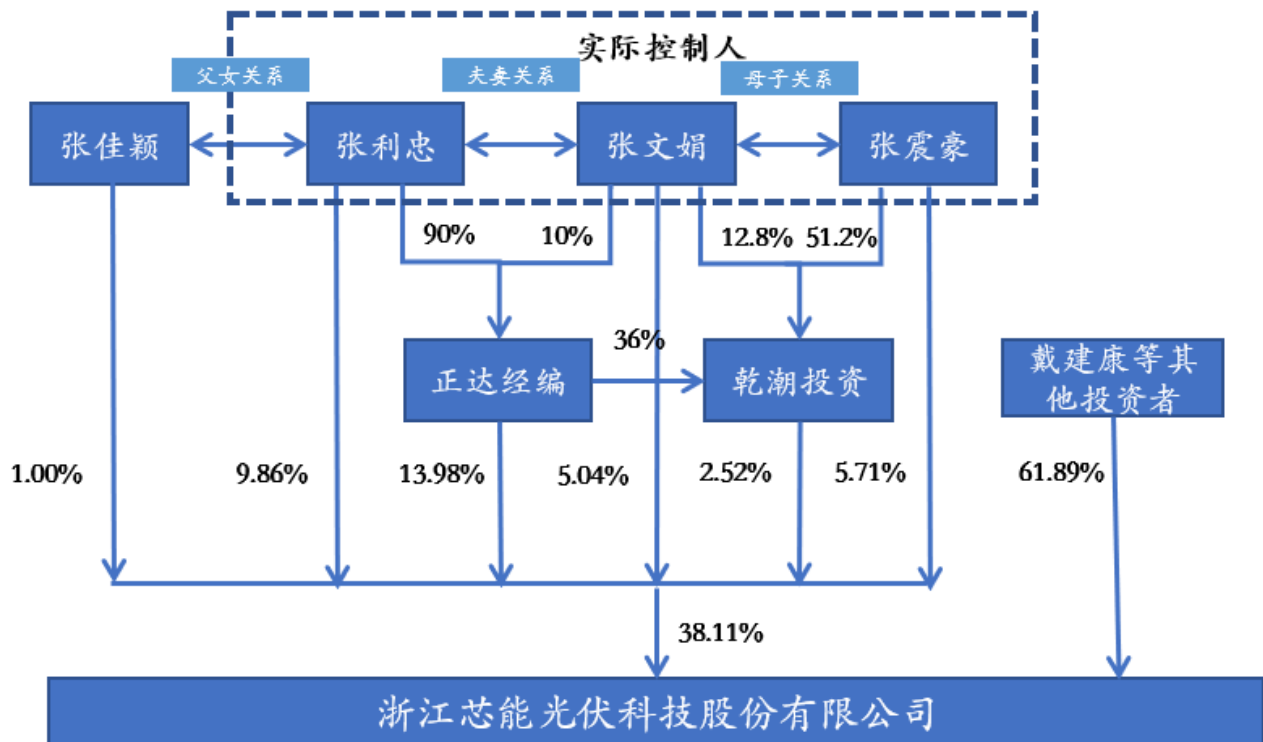 实际控制人
父女关系
夫妻关系
母子关系
张佳颖
张利忠
张文娟
张震豪
90%
10%
12.8%
51.2%
36%
正达经编
乾潮投资
戴建康等其
他投资者
1.00%
9.86%
13.98%
5.04%
2.52%
5.71%
61.89%
38.11%
浙江芯能光伏科技股份有限公司